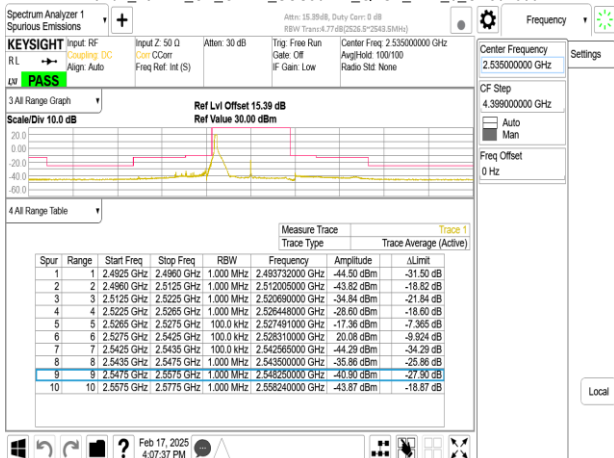 Spectrum Analyzer 1
Spurious Emissions
Attn: 15.39dB, Duty Corr: 0 dB
RBW Trans:4.77dB(2526.5~2543.5MHz)
Frequency
KEYSIGHT
RL
PASS
Input: RF
Coupling: DC
Align: Auto
Input Z: 50 Ω
Corr CCorr
Freq Ref: Int (S)
Atten: 30 dB
Trig: Free Run
Gate: Off
IF Gain: Low
Center Freq: 2.535000000 GHz
Avg|Hold: 100/100
Radio Std: None
Center Frequency
2.535000000 GHz
Settings
CF Step
4.399000000 GHz
Auto
Man
Freq Offset
0 Hz
Local
3 All Range Graph
Scale/Div 10.0 dB
Ref Lvl Offset 15.39 dB
Ref Value 30.00 dBm
20.0
0.00
-20.0
-40.0
-60.0
4 All Range Table
Measure Trace Trace 1
Trace Type Trace Average (Active)
Spur Range Start Freq Stop Freq RBW Frequency Amplitude ΔLimit
1 1 2.4925 GHz 2.4960 GHz 1.000 MHz 2.493732000 GHz -44.50 dBm -31.50 dB
2 2 2.4960 GHz 2.5125 GHz 1.000 MHz 2.512005000 GHz -43.82 dBm -18.82 dB
3 3 2.5125 GHz 2.5225 GHz 1.000 MHz 2.520690000 GHz -34.84 dBm -21.84 dB
4 4 2.5225 GHz 2.5265 GHz 1.000 MHz 2.526448000 GHz -28.60 dBm -18.60 dB
5 5 2.5265 GHz 2.5275 GHz 100.0 kHz 2.527491000 GHz -17.36 dBm -7.365 dB
6 6 2.5275 GHz 2.5425 GHz 100.0 kHz 2.528310000 GHz 20.08 dBm -9.924 dB
7 7 2.5425 GHz 2.5435 GHz 100.0 kHz 2.542565000 GHz -44.29 dBm -34.29 dB
8 8 2.5435 GHz 2.5475 GHz 1.000 MHz 2.543500000 GHz -35.86 dBm -25.86 dB
9 9 2.5475 GHz 2.5575 GHz 1.000 MHz 2.548250000 GHz -40.90 dBm -27.90 dB
10 10 2.5575 GHz 2.5775 GHz 1.000 MHz 2.558240000 GHz -43.87 dBm -18.87 dB
Feb 17, 2025
4:07:37 PM